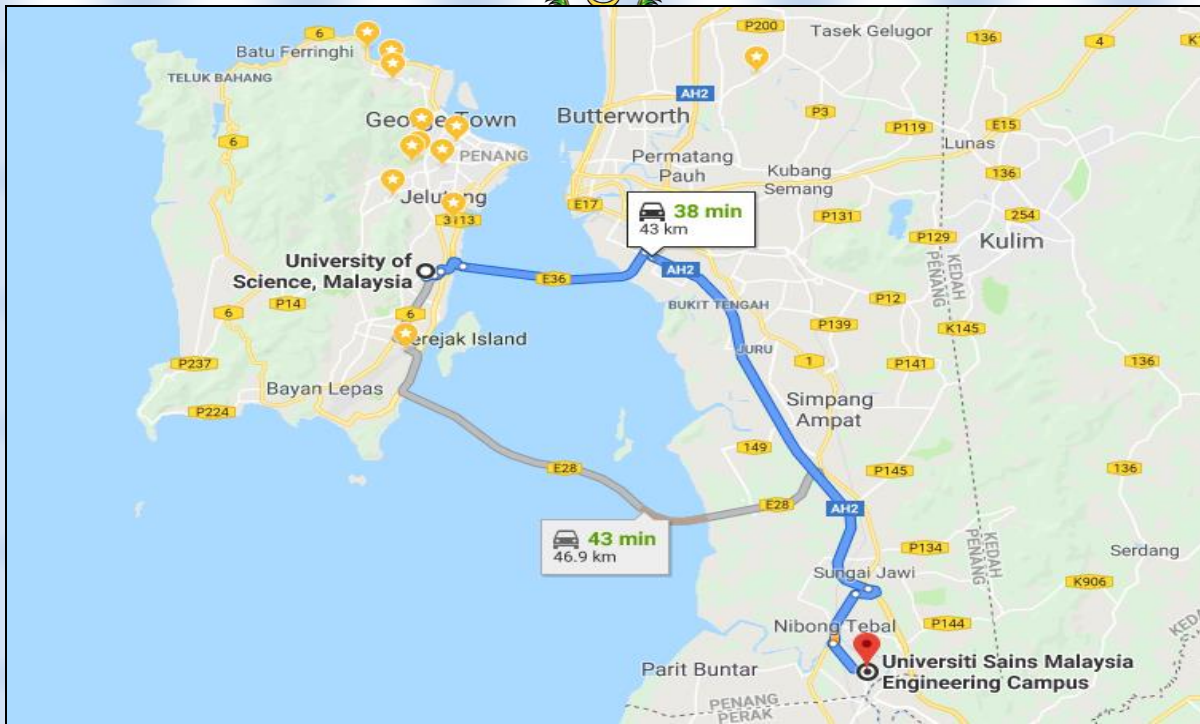 6
Batu Ferringhi
TELUK BAHANG
6
George Town
PENANG
Jelutong
3113
University of
Science, Malaysia
P14
6
6
Jerejak Island
P237
Bayan Lepas
P224
E36
E28
43 min
46.9 km
P200
Tasek Gelugor
136
4
AH2
Butterworth
P3
P119
E15
Lunas
Permatang
Pauh
Kubang
Semang
136
E17
38 min
43 km
P131
254
P129
Kulim
AH2
KEDAH
PENANG
BUKIT TENGAH
P12
P139
K145
JURU
1
P141
136
Simpang
Ampat
149
P145
136
E28
AH2
P134
KEDAH
PENANG
Serdang
Sungai Jawi
K906
Nibong Tebal
P144
Parit Buntar
Universiti Sains Malaysia
Engineering Campus
PENANG
PERAK